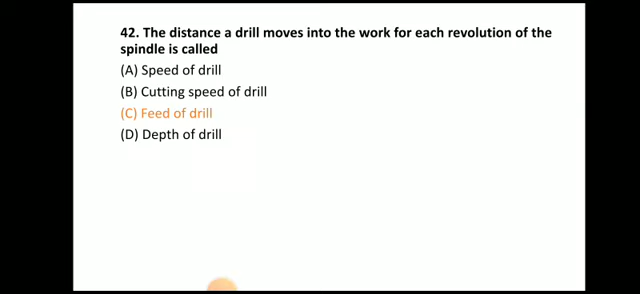 42. The distance a drill moves into the work for each revolution of the
spindle is called
(A) Speed of drill
(B) Cutting speed of drill
(C) Feed of drill
(D) Depth of drill